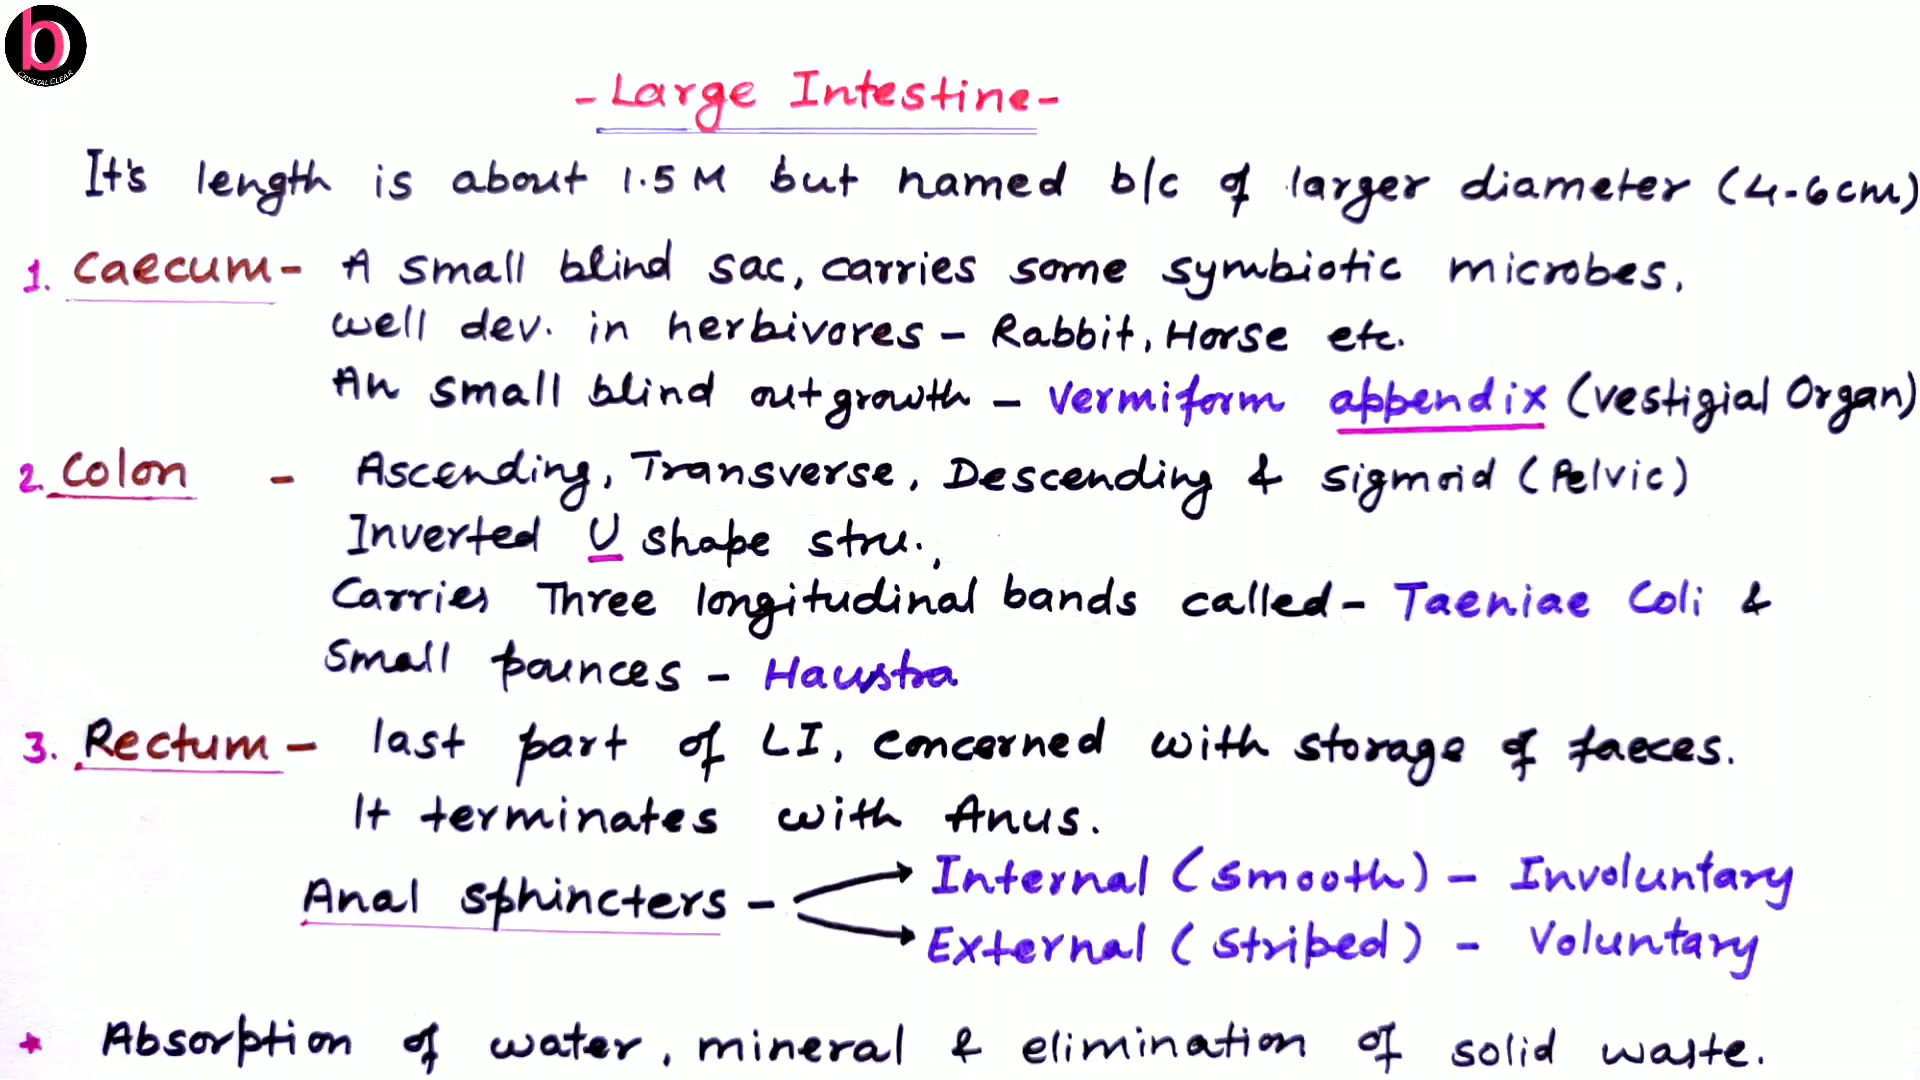 b
CRYSTAL CLEAR
- Large Intestine -
It's length is about 1.5 M but named b/c of larger diameter (4-6cm)
1. Caecum - A small blind sac, carries some symbiotic microbes,
well dev. in herbivores - Rabbit, Horse etc.
An small blind outgrowth - Vermiform appendix (vestigial Organ)
2. Colon - Ascending, Transverse, Descending & Sigmoid (Pelvic)
Inverted U shape stru.,
Carries Three longitudinal bands called - Taeniae Coli &
Small pounces - Haustra
3. Rectum - last part of LI, concerned with storage of faeces.
It terminates with Anus.
Anal sphincters - Internal (smooth) - Involuntary
External (striped) - Voluntary
★ Absorption of water, mineral & elimination of solid waste.